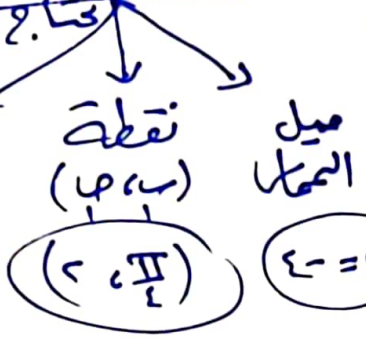 ميل
المماس
= -٤
نقطة
(س، ص)
(π/٤، ٢)